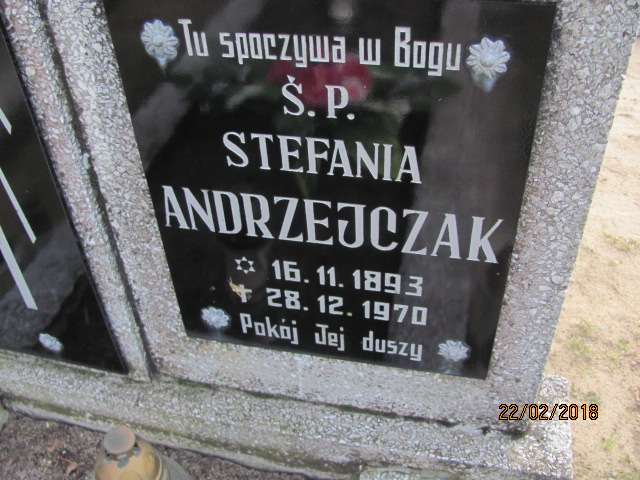 Tu spoczywa w Bogu
Š.P.
STEFANIA
ANDRZEJCZAK
16.11.1893
28.12.1970
Pokój Jej duszy
22/02/2018